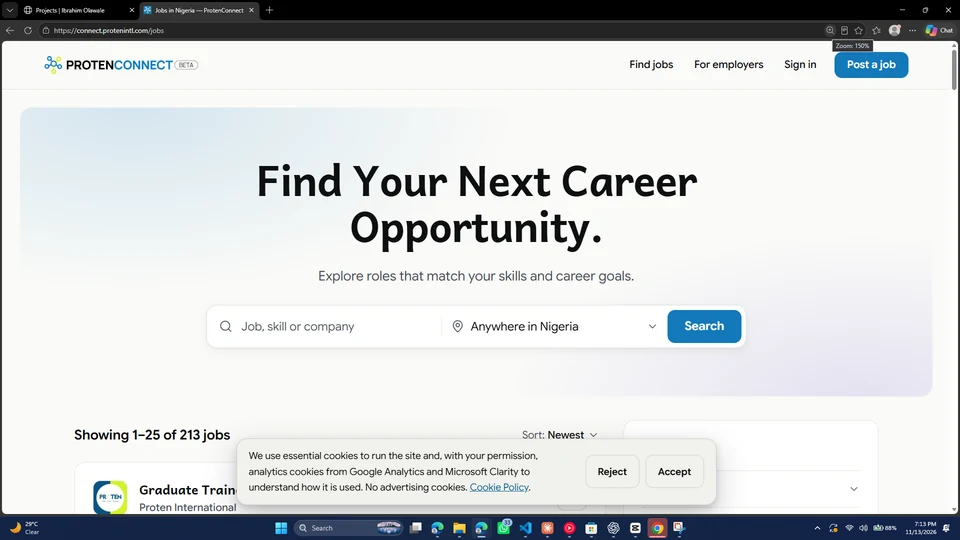 Projects | Ibrahim Olawale
Jobs in Nigeria — ProtenConnect
https://connect.protenintl.com/jobs
Chat
Zoom: 150%
PROTENCONNECT BETA
Find jobs
For employers
Sign in
Post a job
Find Your Next Career
Opportunity.
Explore roles that match your skills and career goals.
Job, skill or company
Anywhere in Nigeria
Search
Showing 1–25 of 213 jobs
Sort: Newest
We use essential cookies to run the site and, with your permission,
analytics cookies from Google Analytics and Microsoft Clarity to
understand how it is used. No advertising cookies. Cookie Policy.
Reject
Accept
PROTEN
Graduate Traine
Proten International
29°C
Clear
Search
88%
7:13 PM
11/13/2026